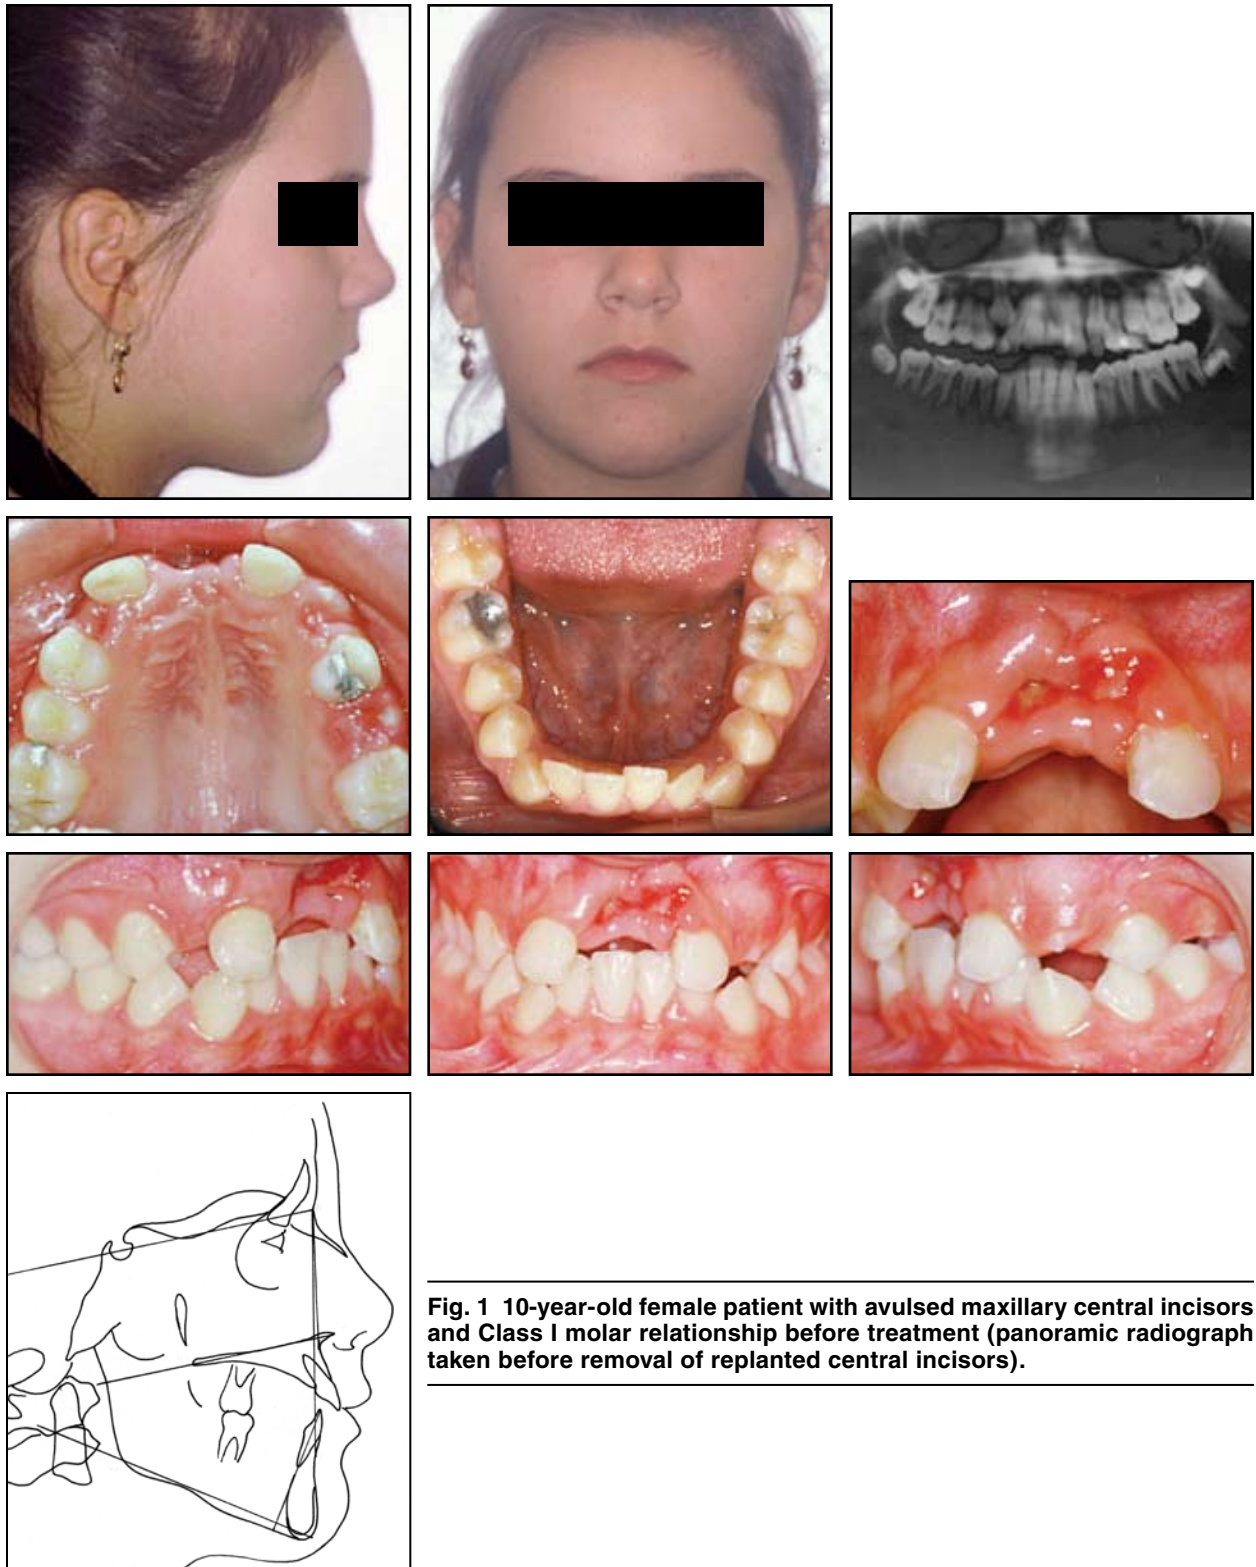 Fig. 1 10-year-old female patient with avulsed maxillary central incisors
and Class I molar relationship before treatment (panoramic radiograph
taken before removal of replanted central incisors).